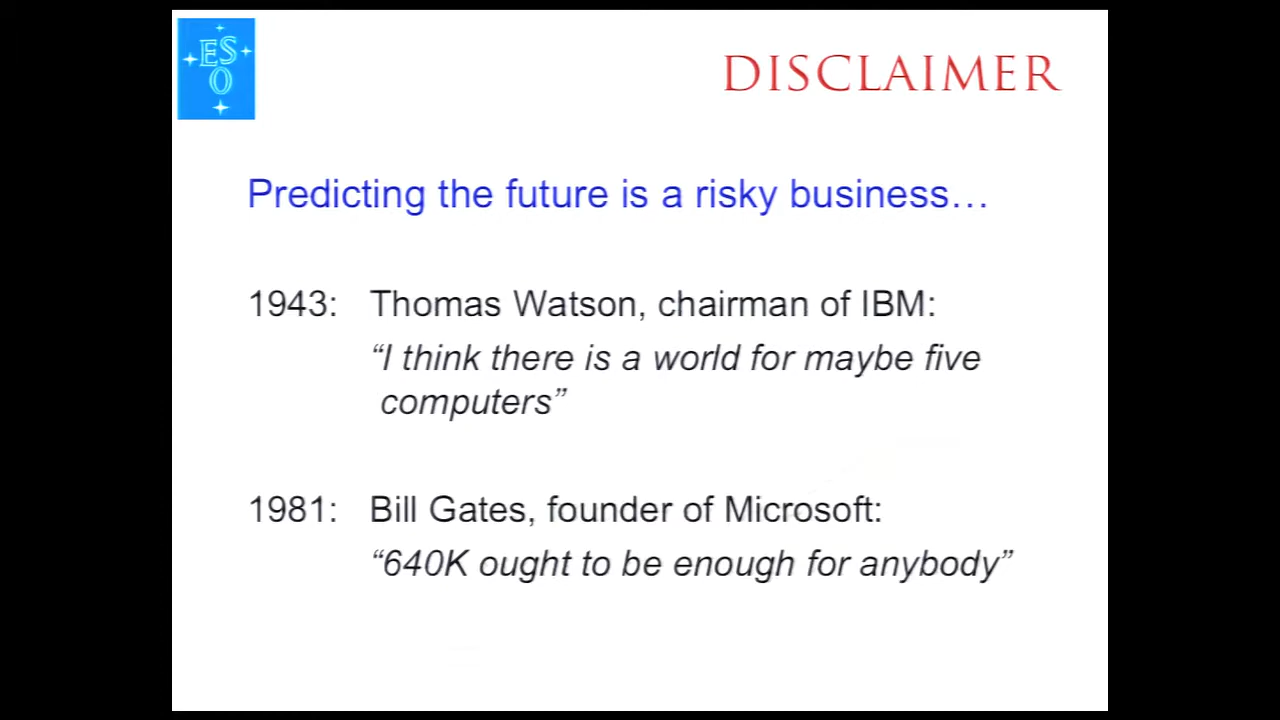 ES
O
DISCLAIMER
Predicting the future is a risky business…
1943: Thomas Watson, chairman of IBM:
“I think there is a world for maybe five
computers”
1981: Bill Gates, founder of Microsoft:
“640K ought to be enough for anybody”